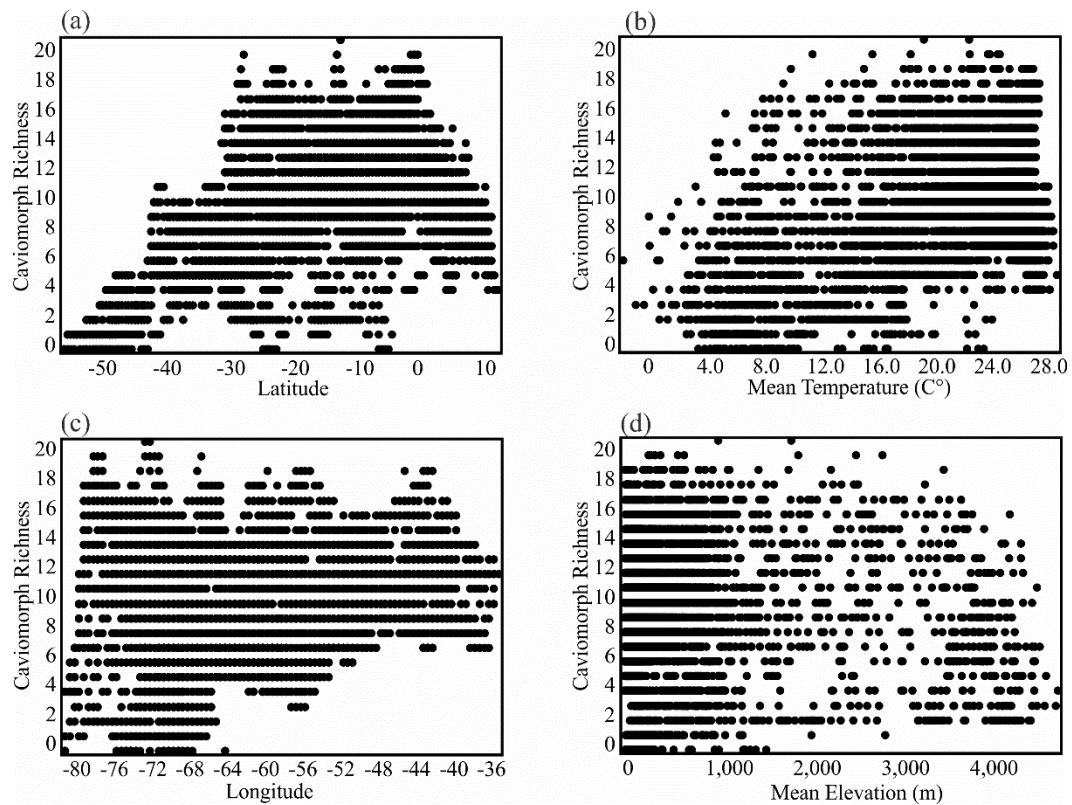 (a)
Caviomorph Richness
20
18
16
14
12
10
8
6
4
2
0
-50 -40 -30 -20 -10 0 10
Latitude
(b)
Caviomorph Richness
20
18
16
14
12
10
8
6
4
2
0
0 4.0 8.0 12.0 16.0 20.0 24.0 28.0
Mean Temperature (C°)
(c)
Caviomorph Richness
20
18
16
14
12
10
8
6
4
2
0
-80 -76 -72 -68 -64 -60 -56 -52 -48 -44 -40 -36
Longitude
(d)
Caviomorph Richness
20
18
16
14
12
10
8
6
4
2
0
0 1,000 2,000 3,000 4,000
Mean Elevation (m)